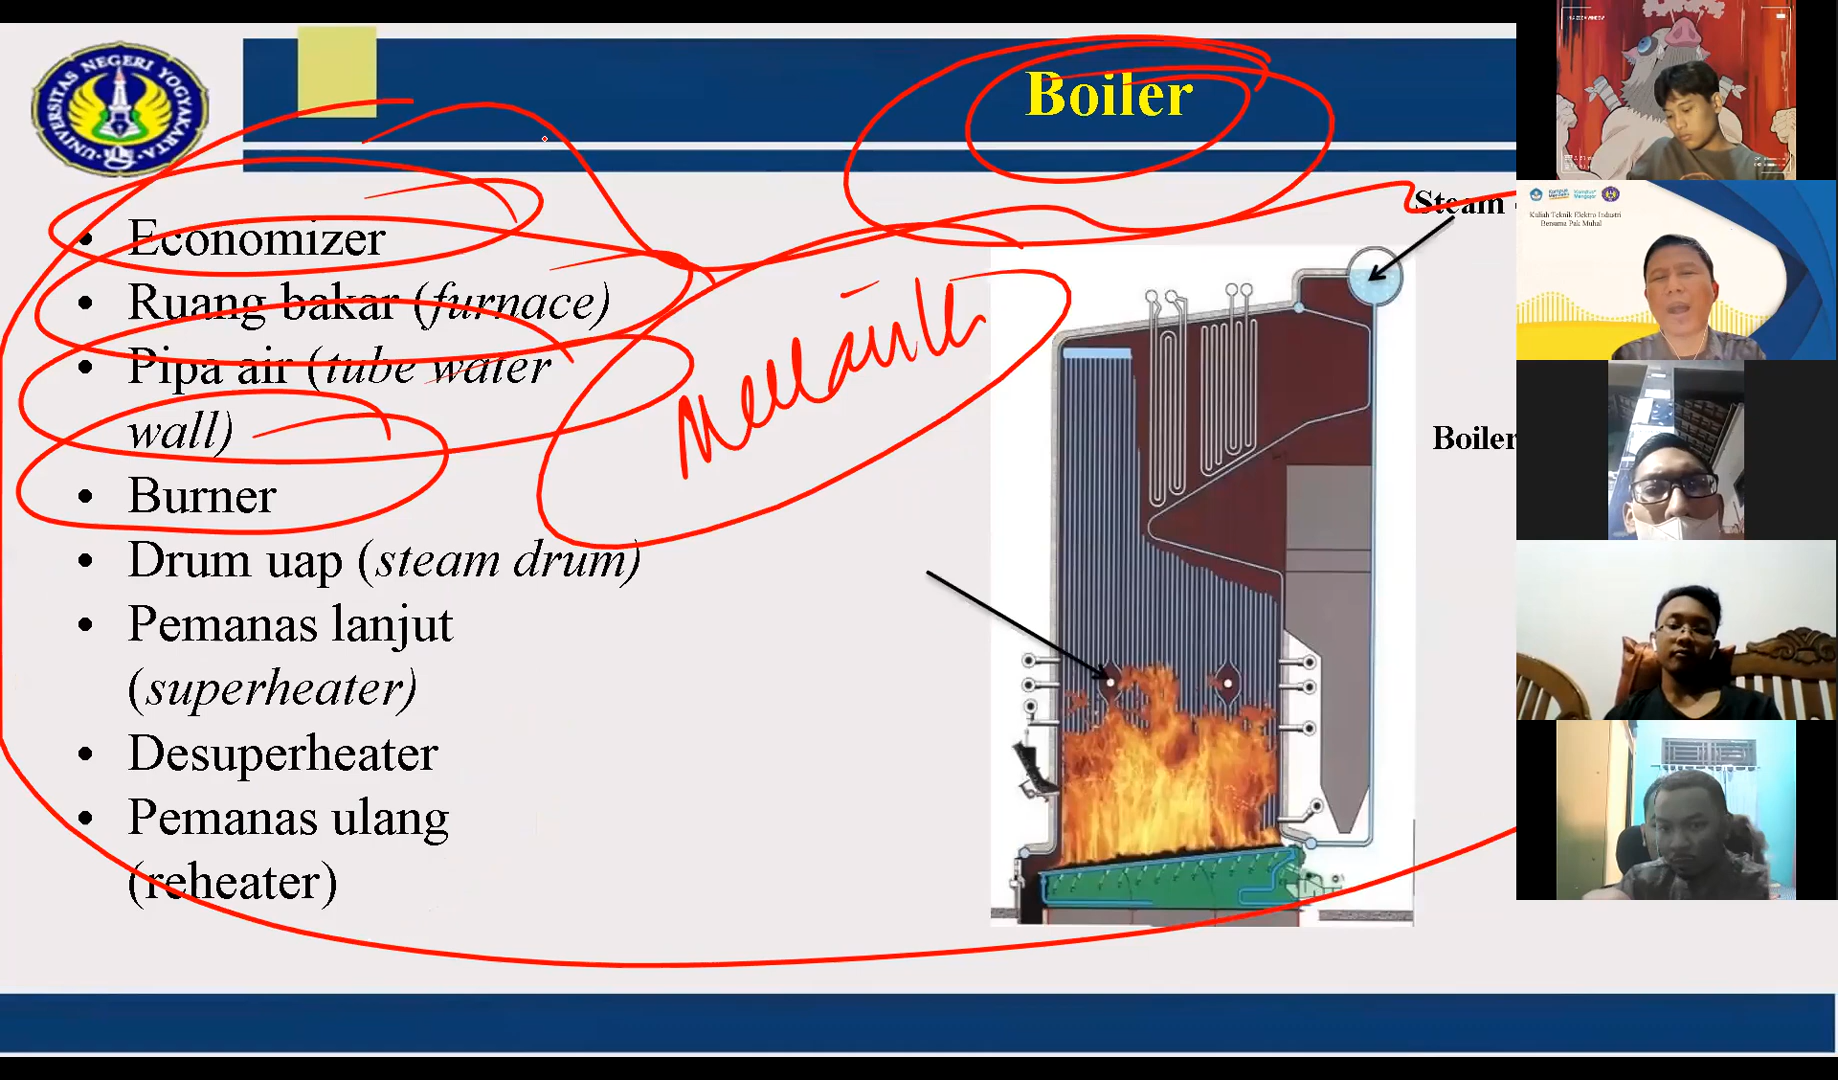 UNIVERSITAS NEGERI YOGYAKARTA
Boiler
• Economizer
• Ruang bakar (furnace)
• Pipa air (tube water
wall)
• Burner
• Drum uap (steam drum)
• Pemanas lanjut
(superheater)
• Desuperheater
• Pemanas ulang
(reheater)
Steam
Boiler
Kuliah Teknik Elektro Industri
Bersama Pak Muhal